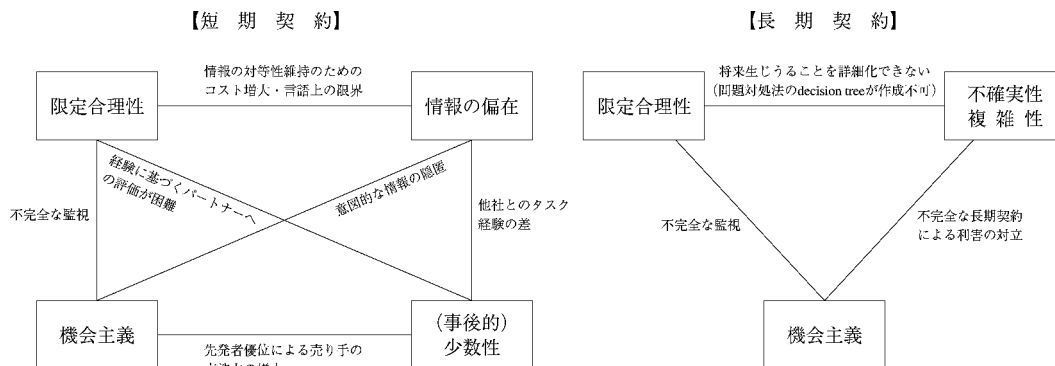 【短 期 契 約】
限定合理性
情報の対等性維持のための
コスト増大・言語上の限界
情報の偏在
経験に基づくパートナーへ
の評価が困難
意図的な情報の隠匿
不完全な監視
他社とのタスク
経験の差
機会主義
先発者優位による売り手の
(事後的)
少数性
【長 期 契 約】
限定合理性
将来生じうることを詳細化できない
(問題対処法のdecision treeが作成不可)
不確実性
複 雑 性
不完全な監視
不完全な長期契約
による利害の対立
機会主義